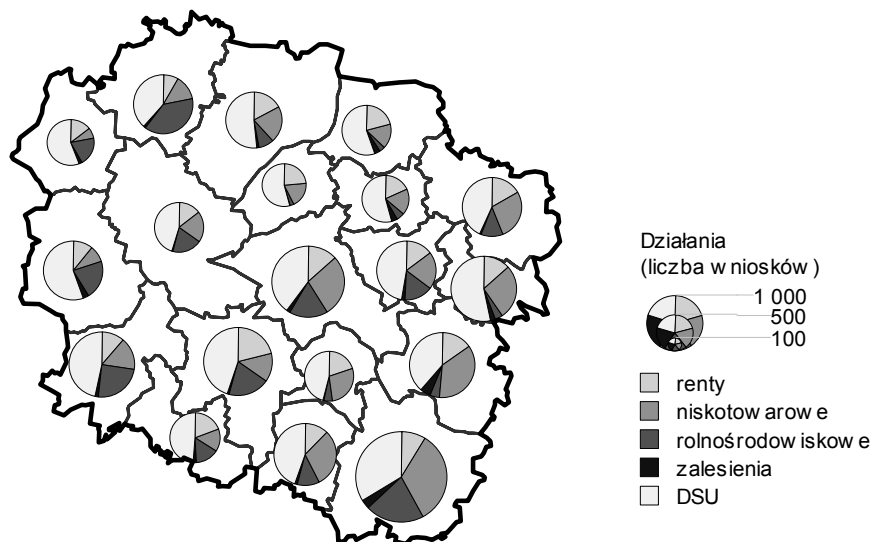 Działania
(liczba wniosków)
1 000
500
100
renty
niskotowarowe
rolnośrodowiskowe
zalesienia
DSU